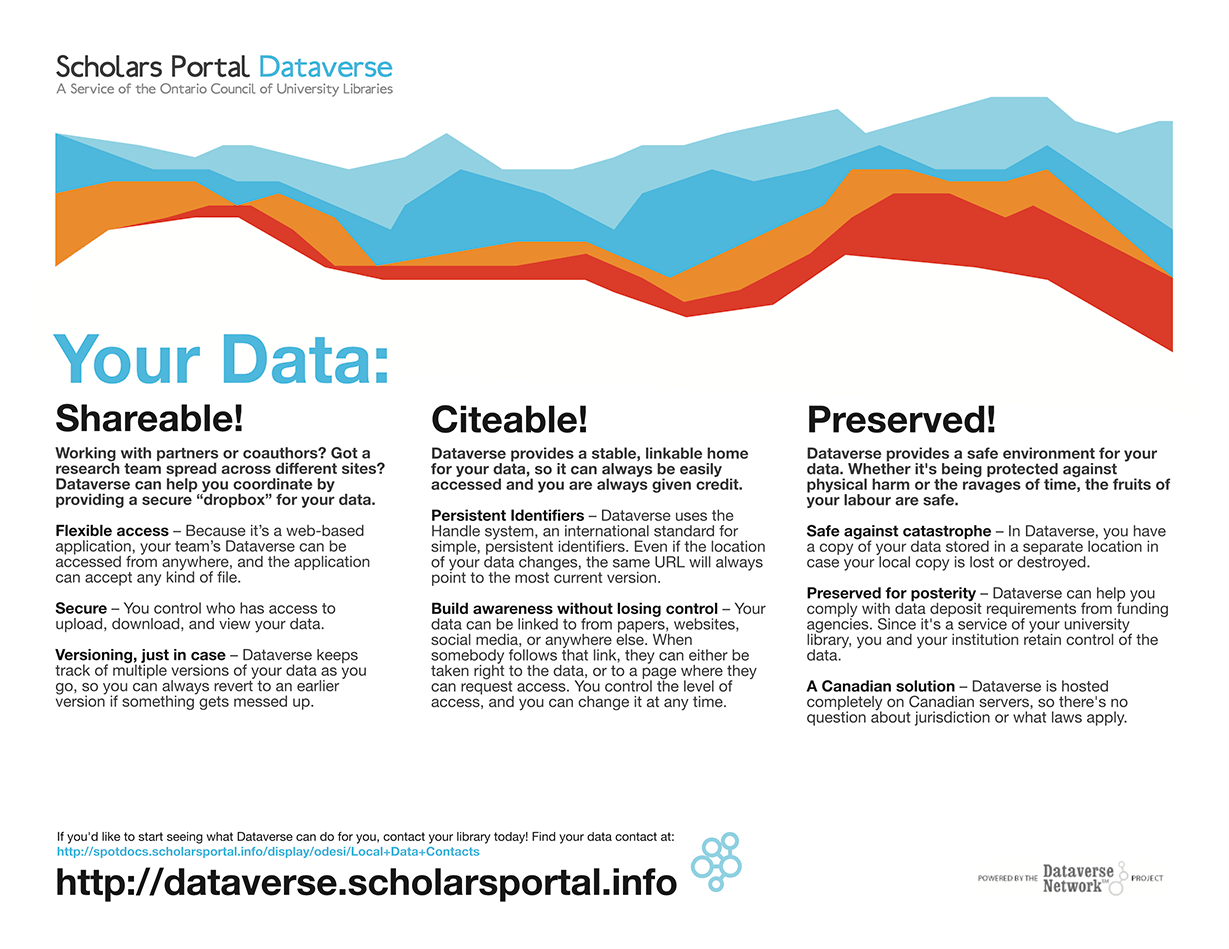 Scholars Portal Dataverse
A Service of the Ontario Council of University Libraries
Your Data:
Shareable!
Working with partners or coauthors? Got a
research team spread across different sites?
Dataverse can help you coordinate by
providing a secure “dropbox” for your data.
Flexible access – Because it’s a web-based
application, your team’s Dataverse can be
accessed from anywhere, and the application
can accept any kind of file.
Secure – You control who has access to
upload, download, and view your data.
Versioning, just in case – Dataverse keeps
track of multiple versions of your data as you
go, so you can always revert to an earlier
version if something gets messed up.
Citeable!
Dataverse provides a stable, linkable home
for your data, so it can always be easily
accessed and you are always given credit.
Persistent Identifiers – Dataverse uses the
Handle system, an international standard for
simple, persistent identifiers. Even if the location
of your data changes, the same URL will always
point to the most current version.
Build awareness without losing control – Your
data can be linked to from papers, websites,
social media, or anywhere else. When
somebody follows that link, they can either be
taken right to the data, or to a page where they
can request access. You control the level of
access, and you can change it at any time.
Preserved!
Dataverse provides a safe environment for your
data. Whether it's being protected against
physical harm or the ravages of time, the fruits of
your labour are safe.
Safe against catastrophe – In Dataverse, you have
a copy of your data stored in a separate location in
case your local copy is lost or destroyed.
Preserved for posterity – Dataverse can help you
comply with data deposit requirements from funding
agencies. Since it's a service of your university
library, you and your institution retain control of the
data.
A Canadian solution – Dataverse is hosted
completely on Canadian servers, so there's no
question about jurisdiction or what laws apply.
If you'd like to start seeing what Dataverse can do for you, contact your library today! Find your data contact at:
http://spotdocs.scholarsportal.info/display/odesi/Local+Data+Contacts
http://dataverse.scholarsportal.info
POWERED BY THE Dataverse Network™ PROJECT